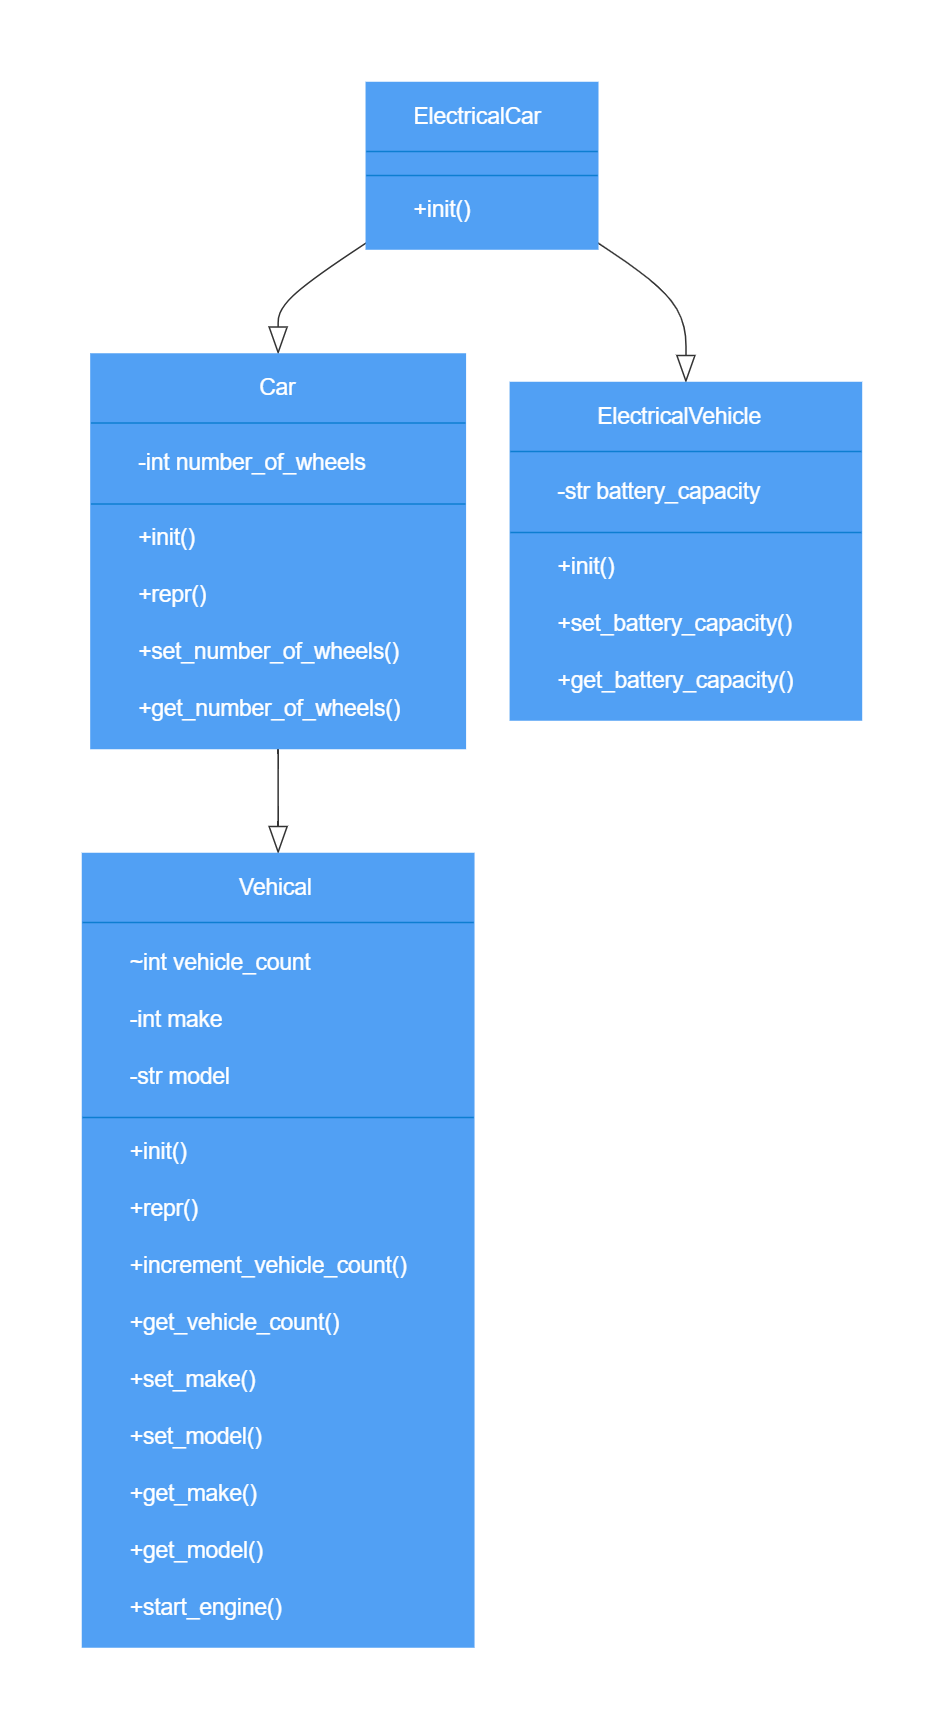 ElectricalCar
+init()
Car
-int number_of_wheels
+init()
+repr()
+set_number_of_wheels()
+get_number_of_wheels()
ElectricalVehicle
-str battery_capacity
+init()
+set_battery_capacity()
+get_battery_capacity()
Vehical
~int vehicle_count
-int make
-str model
+init()
+repr()
+increment_vehicle_count()
+get_vehicle_count()
+set_make()
+set_model()
+get_make()
+get_model()
+start_engine()